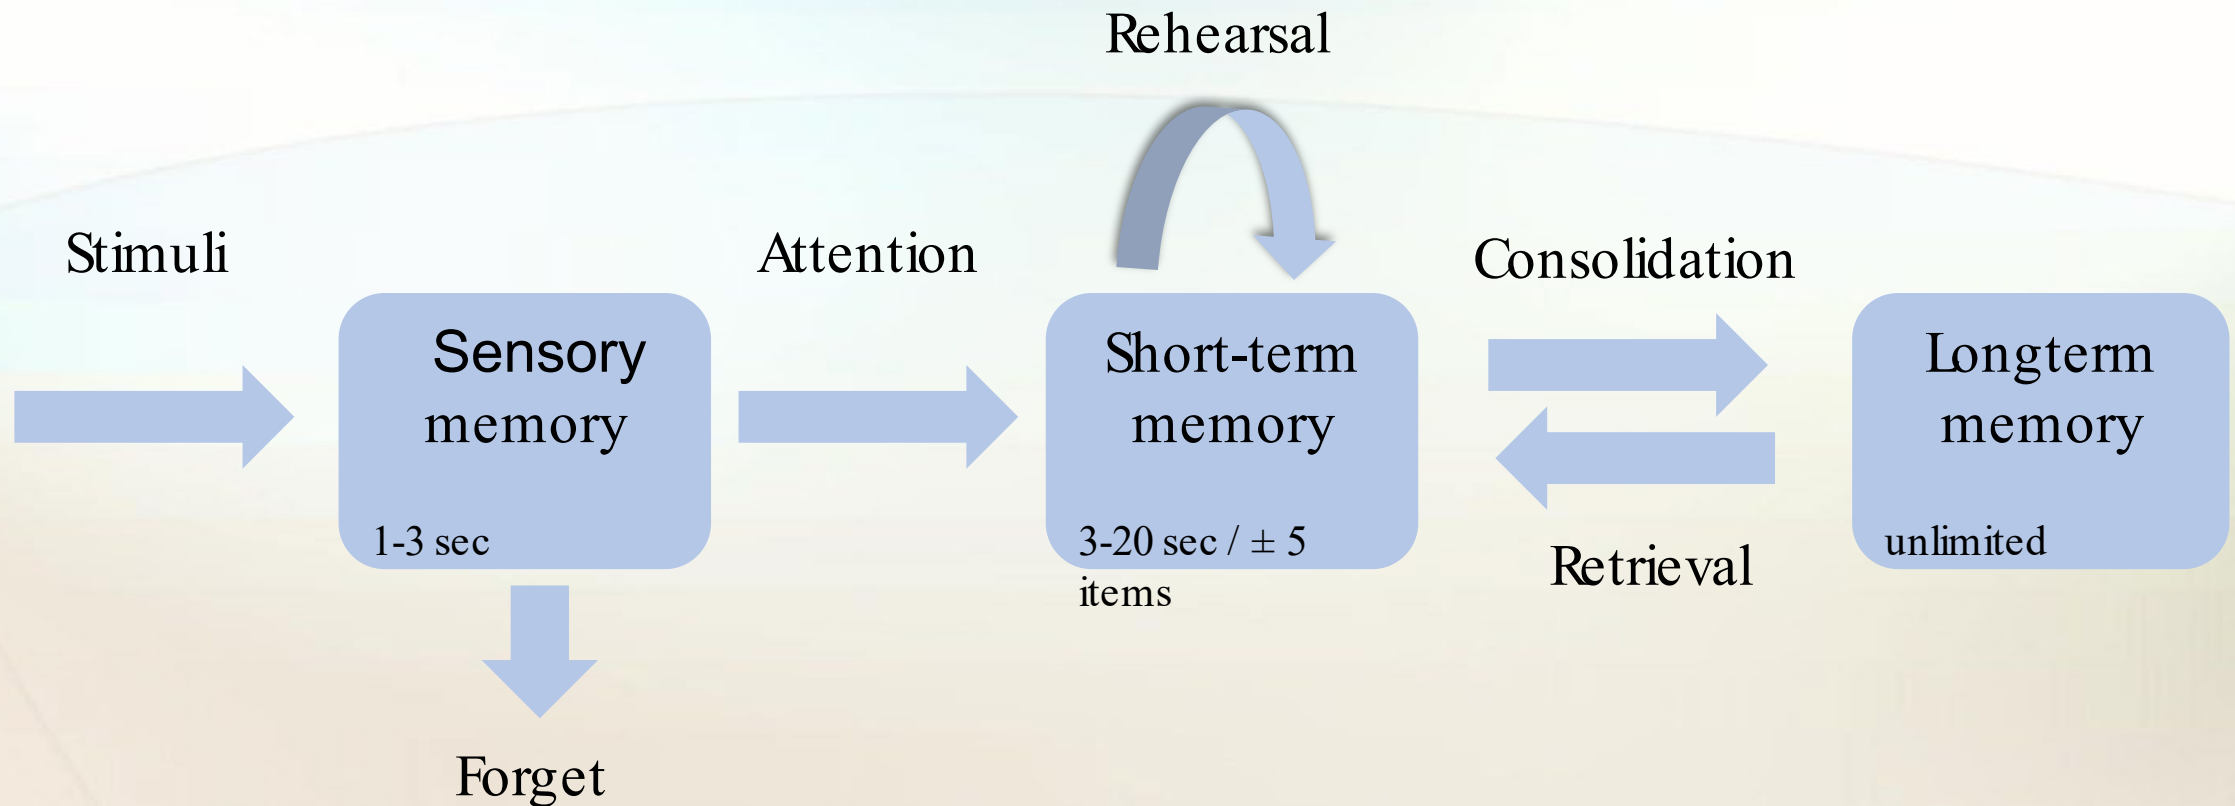 Rehearsal
Stimuli
Attention
Consolidation
Sensory
memory
1-3 sec
Short-term
memory
3-20 sec / ± 5
items
Longterm
memory
unlimited
Retrieval
Forget